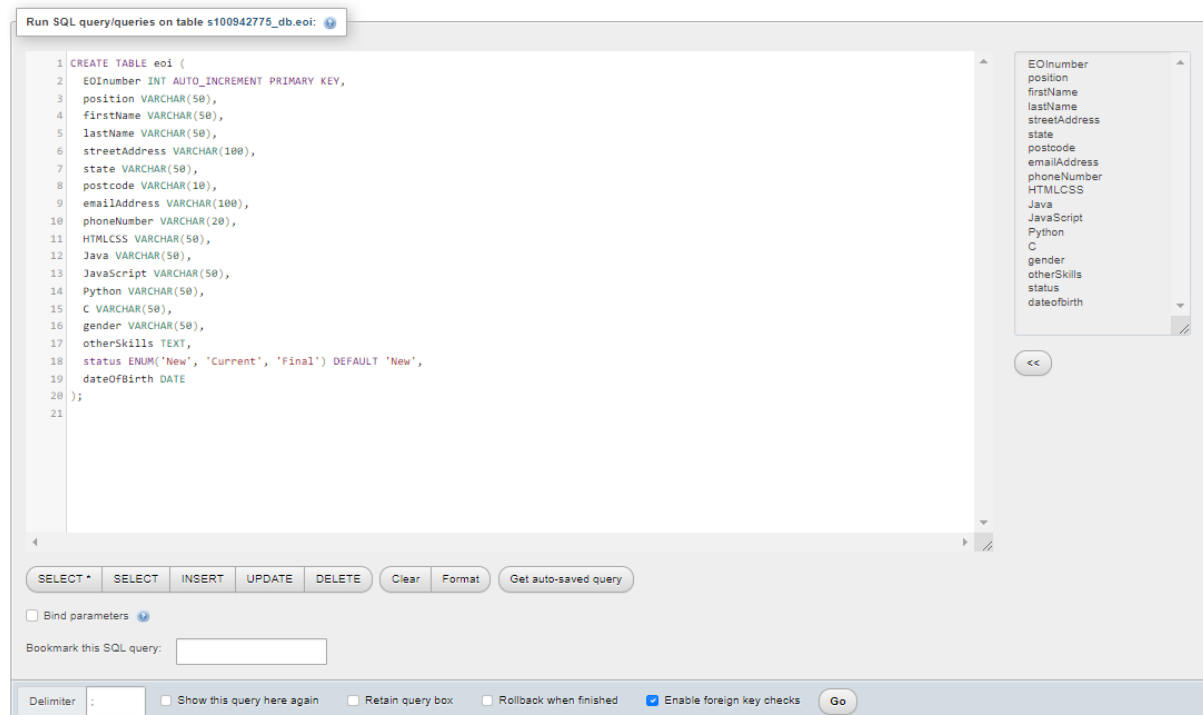 Run SQL query/queries on table s100942775_db.eoi:
1 CREATE TABLE eoi (
2 EOInumber INT AUTO_INCREMENT PRIMARY KEY,
3 position VARCHAR(50),
4 firstName VARCHAR(50),
5 lastName VARCHAR(50),
6 streetAddress VARCHAR(100),
7 state VARCHAR(50),
8 postcode VARCHAR(10),
9 emailAddress VARCHAR(100),
10 phoneNumber VARCHAR(20),
11 HTMLCSS VARCHAR(50),
12 Java VARCHAR(50),
13 JavaScript VARCHAR(50),
14 Python VARCHAR(50),
15 C VARCHAR(50),
16 gender VARCHAR(50),
17 otherSkills TEXT,
18 status ENUM('New', 'Current', 'Final') DEFAULT 'New',
19 dateOfBirth DATE
20 );
21
EOInumber
position
firstName
lastName
streetAddress
state
postcode
emailAddress
phoneNumber
HTMLCSS
Java
JavaScript
Python
C
gender
otherSkills
status
dateofbirth
<<
SELECT * SELECT INSERT UPDATE DELETE Clear Format Get auto-saved query
Bind parameters
Bookmark this SQL query:
Delimiter ; Show this query here again Retain query box Rollback when finished Enable foreign key checks Go